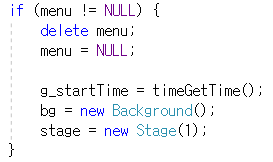 if (menu != NULL) {
    delete menu;
    menu = NULL;

    g_startTime = timeGetTime();
    bg = new Background();
    stage = new Stage(1);
}